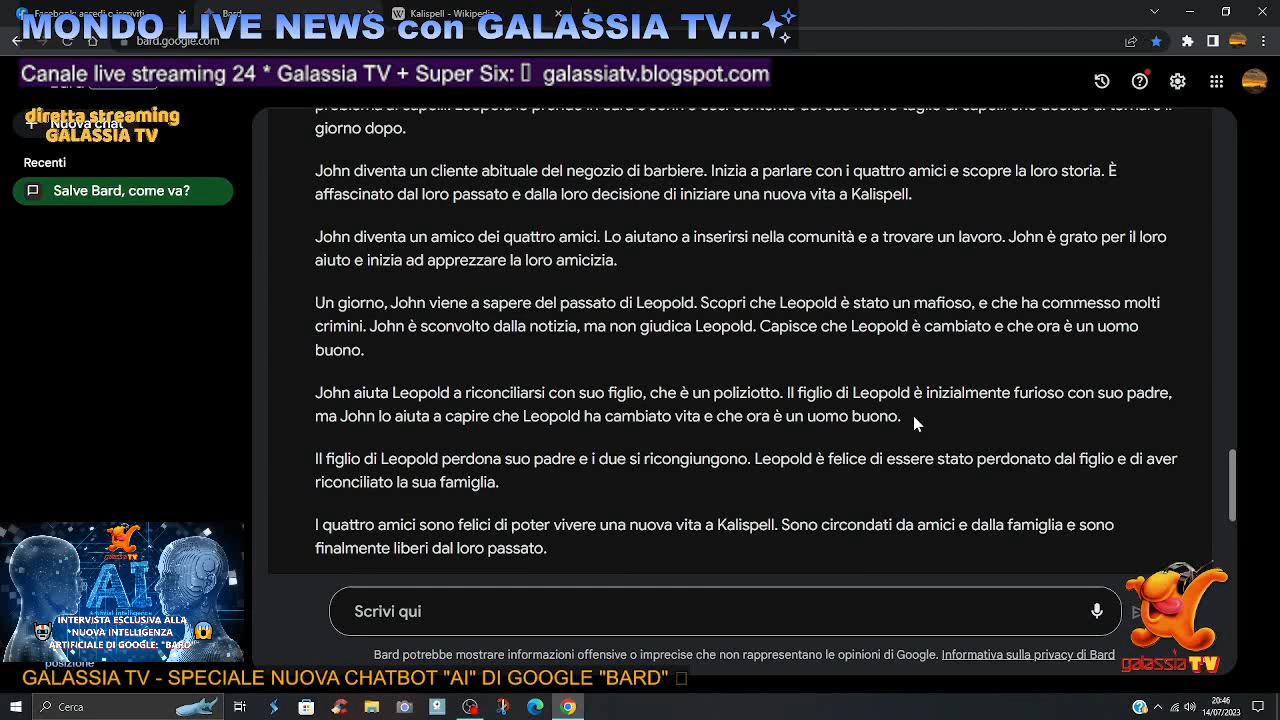 Facebook: accedi o iscriviti
Bard
Kalispell - Wikipedia
MONDO LIVE NEWS con GALASSIA TV...
bard.google.com
Canale live streaming 24 * Galassia TV + Super Six: galassiatv.blogspot.com
diretta streaming
GALASSIA TV
Nuova chat
Recenti
Salve Bard, come va?
giorno dopo.
John diventa un cliente abituale del negozio di barbiere. Inizia a parlare con i quattro amici e scopre la loro storia. È
affascinato dal loro passato e dalla loro decisione di iniziare una nuova vita a Kalispell.
John diventa un amico dei quattro amici. Lo aiutano a inserirsi nella comunità e a trovare un lavoro. John è grato per il loro
aiuto e inizia ad apprezzare la loro amicizia.
Un giorno, John viene a sapere del passato di Leopold. Scopri che Leopold è stato un mafioso, e che ha commesso molti
crimini. John è sconvolto dalla notizia, ma non giudica Leopold. Capisce che Leopold è cambiato e che ora è un uomo
buono.
John aiuta Leopold a riconciliarsi con suo figlio, che è un poliziotto. Il figlio di Leopold è inizialmente furioso con suo padre,
ma John lo aiuta a capire che Leopold ha cambiato vita e che ora è un uomo buono.
Il figlio di Leopold perdona suo padre e i due si ricongiungono. Leopold è felice di essere stato perdonato dal figlio e di aver
riconciliato la sua famiglia.
I quattro amici sono felici di poter vivere una nuova vita a Kalispell. Sono circondati da amici e dalla famiglia e sono
finalmente liberi dal loro passato.
Scrivi qui
Bard potrebbe mostrare informazioni offensive o imprecise che non rappresentano le opinioni di Google. Informativa sulla privacy di Bard
galassia TV
AI
Artificial intelligence
INTERVISTA ESCLUSIVA ALLA
NUOVA INTELLIGENZA
ARTIFICIALE DI GOOGLE: "BARD"
posizione
galassia TV
GALASSIA TV - SPECIALE NUOVA CHATBOT "AI" DI GOOGLE "BARD"
Cerca
20:46
14/07/2023